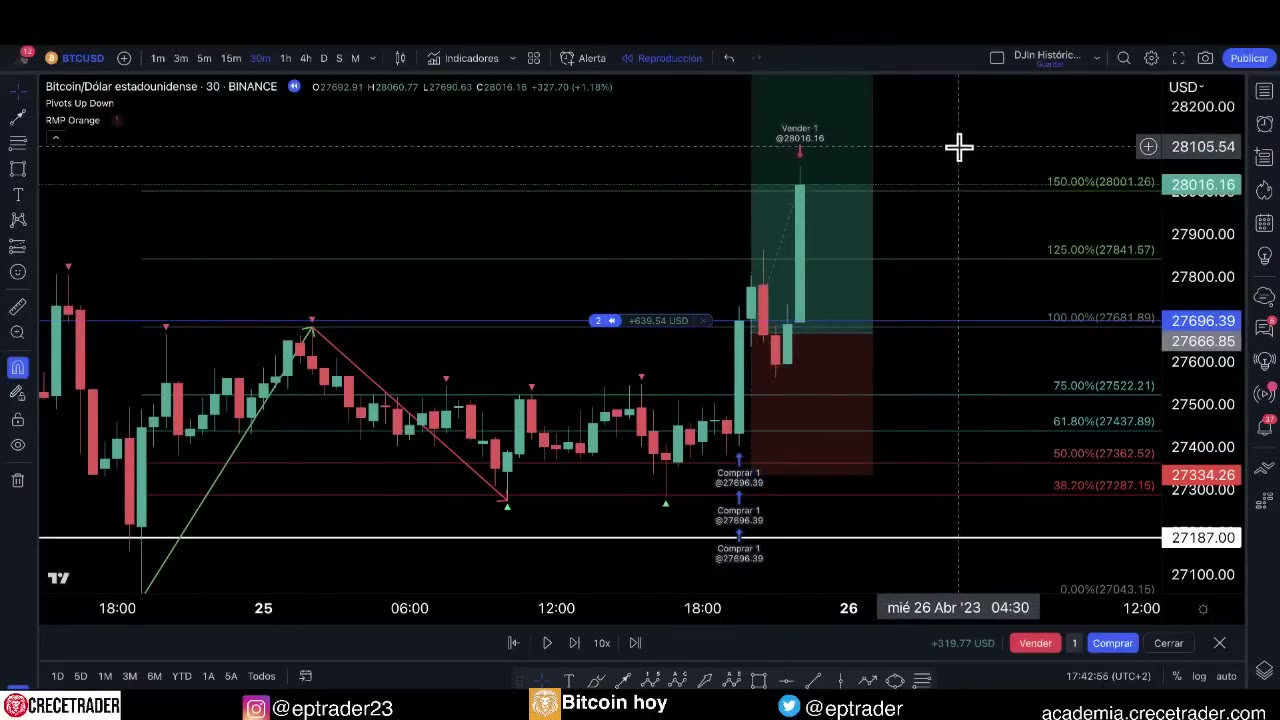 12
BTCUSD
1m 3m 5m 15m 30m 1h 4h D S M
Indicadores
Alerta
Reproducción
DJIn Históric...
Guardar
Publicar
Bitcoin/Dólar estadounidense · 30 · BINANCE
O27692.91 H28060.77 L27690.63 C28016.16 +327.70 (+1.18%)
Pivots Up Down
RMP Orange
USD
28200.00
28105.54
28016.16
27900.00
27800.00
27696.39
27666.85
27600.00
27500.00
27400.00
27334.26
27300.00
27187.00
27100.00
Vender 1
@28016.16
150.00%(28001.26)
125.00%(27841.57)
100.00%(27681.89)
75.00%(27522.21)
61.80%(27437.89)
50.00%(27362.52)
38.20%(27287.15)
0.00%(27043.15)
2
+639.54 USD
Comprar 1
@27696.39
Comprar 1
@27696.39
Comprar 1
@27696.39
5
37
18:00 25 06:00 12:00 18:00 26 mié 26 Abr '23 04:30 12:00
10x
+319.77 USD
Vender
1
Comprar
Cerrar
1D 5D 1M 3M 6M YTD 1A 5A Todos
17:42:56 (UTC+2)
%
log
auto
CRECETRADER
@eptrader23
Bitcoin hoy
@eptrader
academia.crecetrader.com